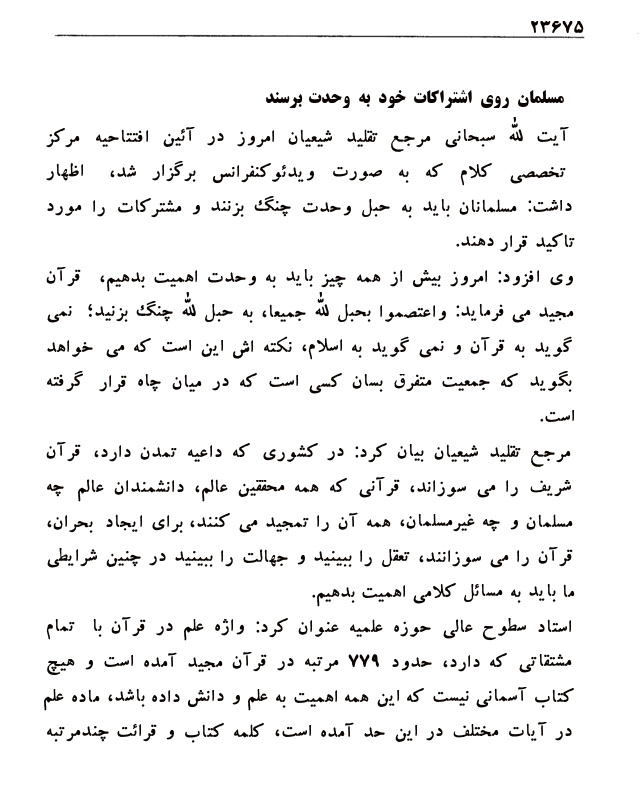 ۲۳۶۷۵
مسلمان روی اشتراکات خود به وحدت برسند
آیت الله سبحانی مرجع تقلید شیعیان امروز در آئین افتتاحیه مرکز
تخصصی کلام که به صورت ویدئوکنفرانس برگزار شد، اظهار
داشت: مسلمانان باید به حبل وحدت چنگ بزنند و مشترکات را مورد
تاکید قرار دهند.
وی افزود: امروز بیش از همه چیز باید به وحدت اهمیت بدهیم، قرآن
مجید می فرماید: واعتصموا بحبل الله جمیعا، به حبل الله چنگ بزنید؛ نمی
گوید به قرآن و نمی گوید به اسلام، نکته اش این است که می خواهد
بگوید که جمعیت متفرق بسان کسی است که در میان چاه قرار گرفته
است.
مرجع تقلید شیعیان بیان کرد: در کشوری که داعیه تمدن دارد، قرآن
شریف را می سوزاند، قرآنی که همه محققین عالم، دانشمندان عالم چه
مسلمان و چه غیرمسلمان، همه آن را تمجید می کنند، برای ایجاد بحران،
قرآن را می سوزانند، تعقل را ببینید و جهالت را ببینید در چنین شرایطی
ما باید به مسائل کلامی اهمیت بدهیم.
استاد سطوح عالی حوزه علمیه عنوان کرد: واژه علم در قرآن با تمام
مشتقاتی که دارد، حدود ۷۷۹ مرتبه در قرآن مجید آمده است و هیچ
کتاب آسمانی نیست که این همه اهمیت به علم و دانش داده باشد، ماده علم
در آیات مختلف در این حد آمده است، کلمه کتاب و قرائت چندمرتبه